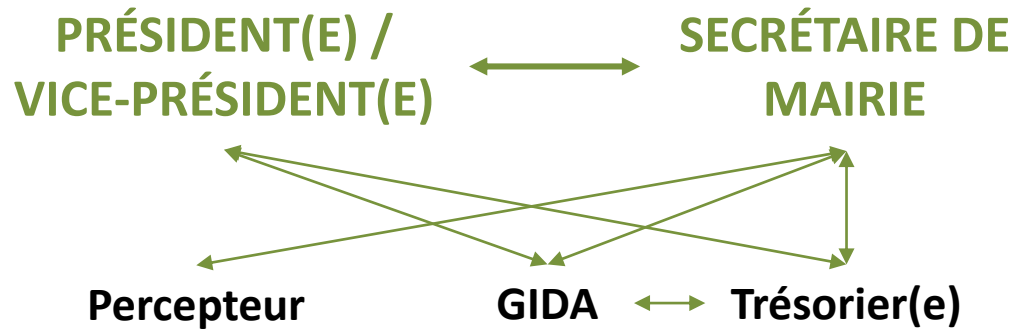 PRÉSIDENT(E) /
VICE-PRÉSIDENT(E)
SECRÉTAIRE DE
MAIRIE
Percepteur
GIDA
Trésorier(e)